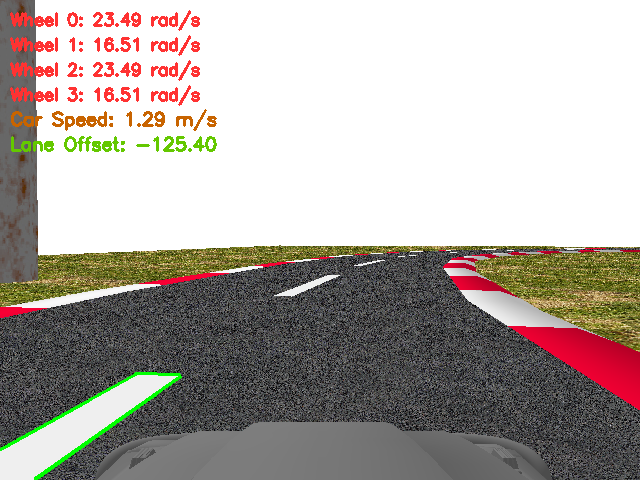 Wheel 0: 23.49 rad/s
Wheel 1: 16.51 rad/s
Wheel 2: 23.49 rad/s
Wheel 3: 16.51 rad/s
Car Speed: 1.29 m/s
Lane Offset: -125.40